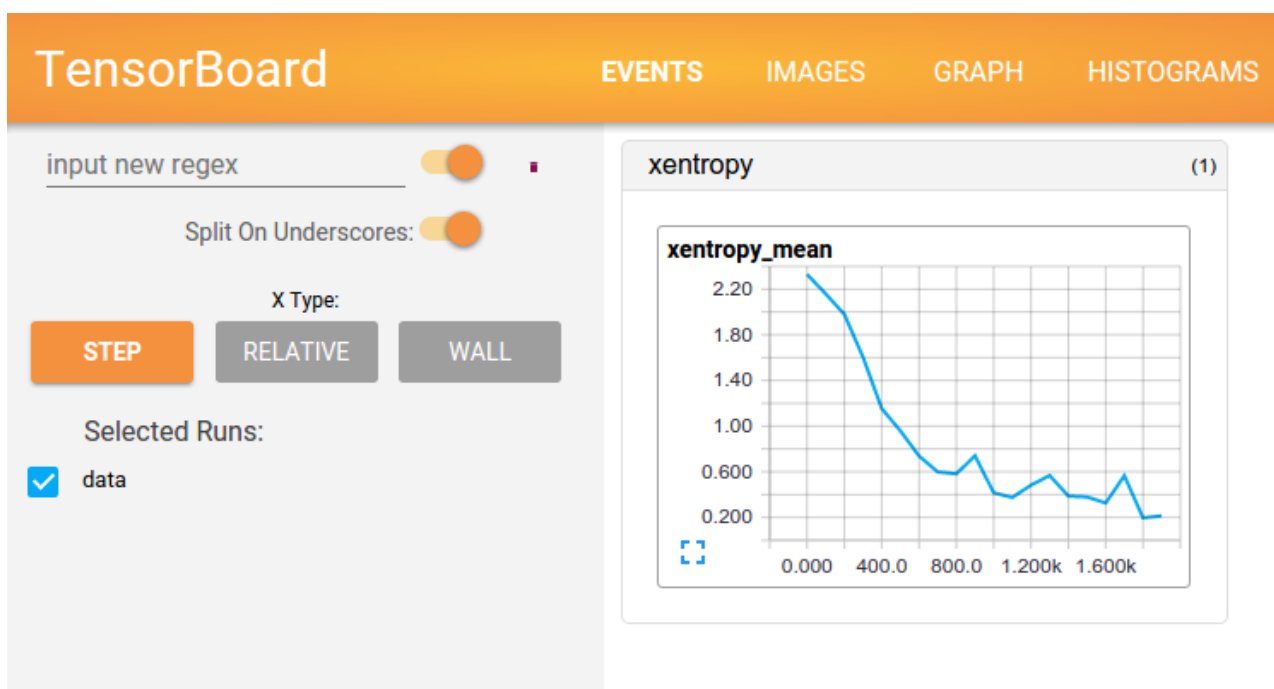 TensorBoard
EVENTS IMAGES GRAPH HISTOGRAMS
input new regex
Split On Underscores:
X Type:
STEP RELATIVE WALL
Selected Runs:
data
xentropy (1)
xentropy_mean
2.20
1.80
1.40
1.00
0.600
0.200
0.000 400.0 800.0 1.200k 1.600k